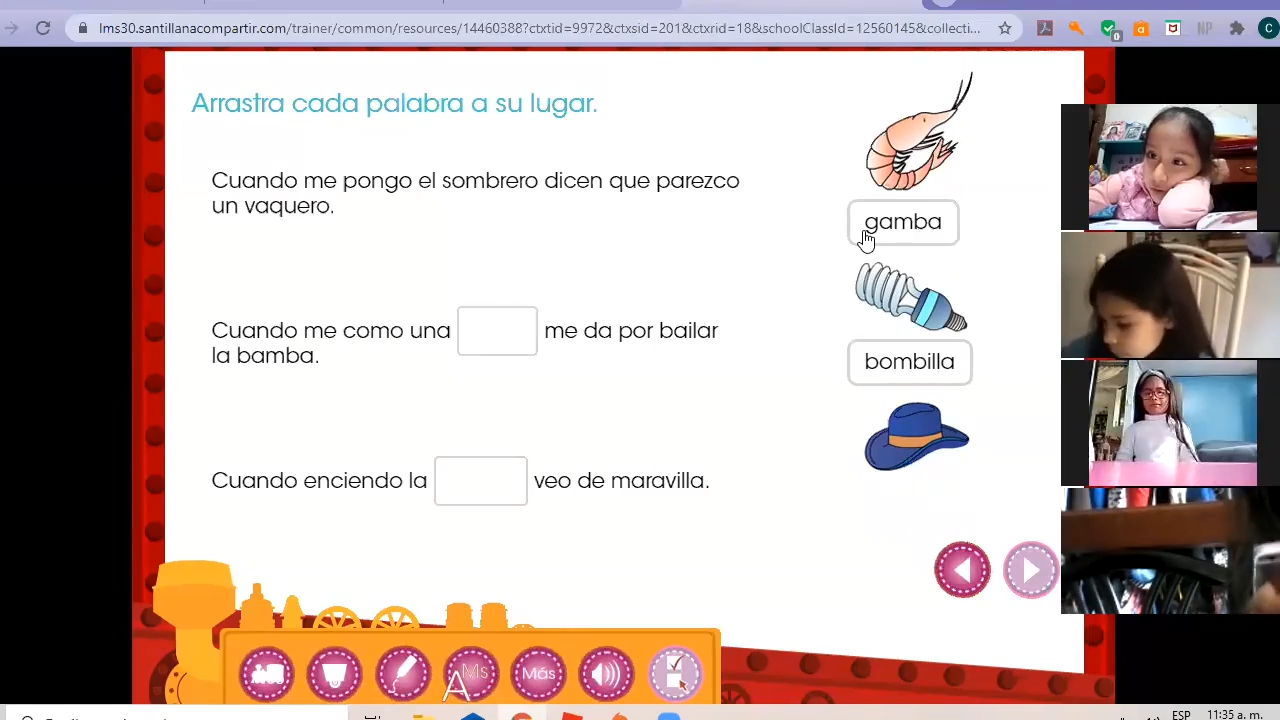 lms30.santillanacompartir.com/trainer/common/resources/14460388?ctxtid=9972&ctxsid=201&ctxrid=18&schoolClassId=12560145&collecti...
Arrastra cada palabra a su lugar.
Cuando me pongo el sombrero dicen que parezco
un vaquero.
gamba
Cuando me como una me da por bailar
la bamba.
bombilla
Cuando enciendo la veo de maravilla.
Ms
A
Más
ESP 11:35 a. m.